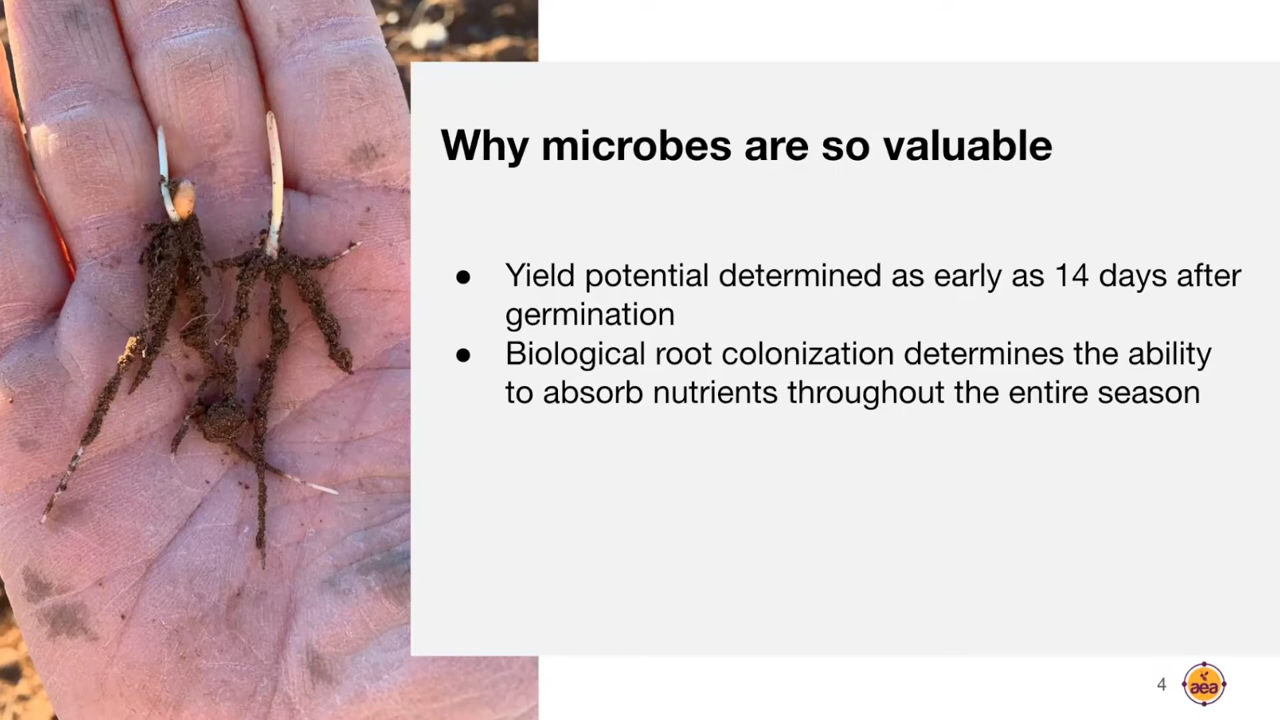 Why microbes are so valuable
● Yield potential determined as early as 14 days after
germination
● Biological root colonization determines the ability
to absorb nutrients throughout the entire season
4
aea